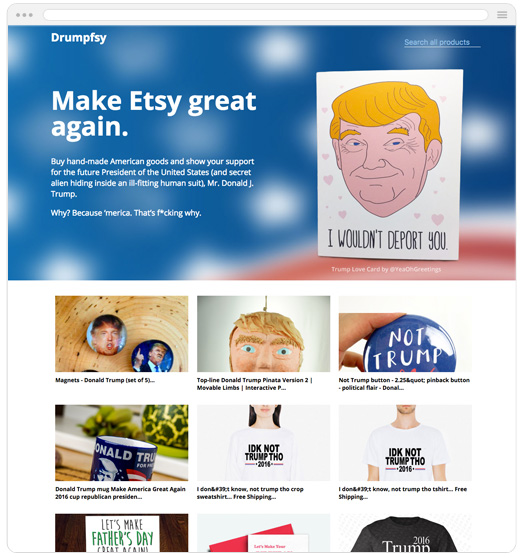 Drumpfsy
Search all products
Make Etsy great
again.
Buy hand-made American goods and show your support
for the future President of the United States (and secret
alien hiding inside an ill-fitting human suit), Mr. Donald J.
Trump.
Why? Because 'merica. That's f*cking why.
I WOULDN'T DEPORT YOU.
Trump Love Card by @YeaOhGreetings
Magnets - Donald Trump (set of 5)...
Top-line Donald Trump Pinata Version 2 |
Movable Limbs | Interactive P...
NOT
TRUMP
Not Trump button - 2.25&quot; pinback button
- political flair - Donal...
DONALD TRU
Donald Trump mug Make America Great Again
2016 cup republican presiden...
IDK NOT
TRUMP THO
2016
I don&#39;t know, not trump tho crop
sweatshirt... Free Shipping...
IDK NOT
TRUMP THO
2016
I don&#39;t know, not trump tho tshirt... Free
Shipping...
LET'S MAKE
FATHER'S
DAY
GREAT AGAIN!
Let's Make Your
2016
Trump